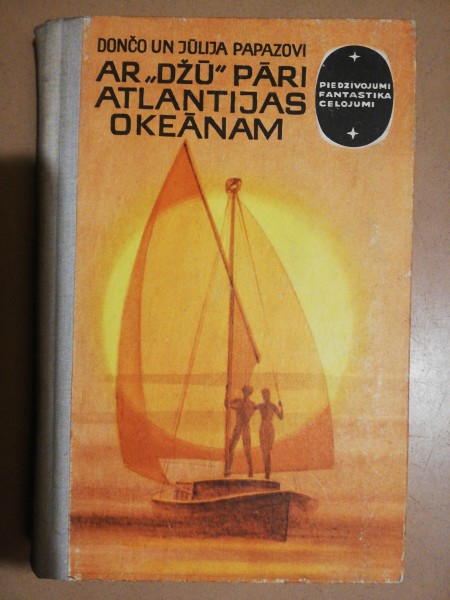 DONČO UN JŪLIJA PAPAZOVI
AR „DŽŪ" PĀRI
ATLANTIJAS
OKEĀNAM
PIEDZĪVOJUMI
FANTASTIKA
CEĻOJUMI